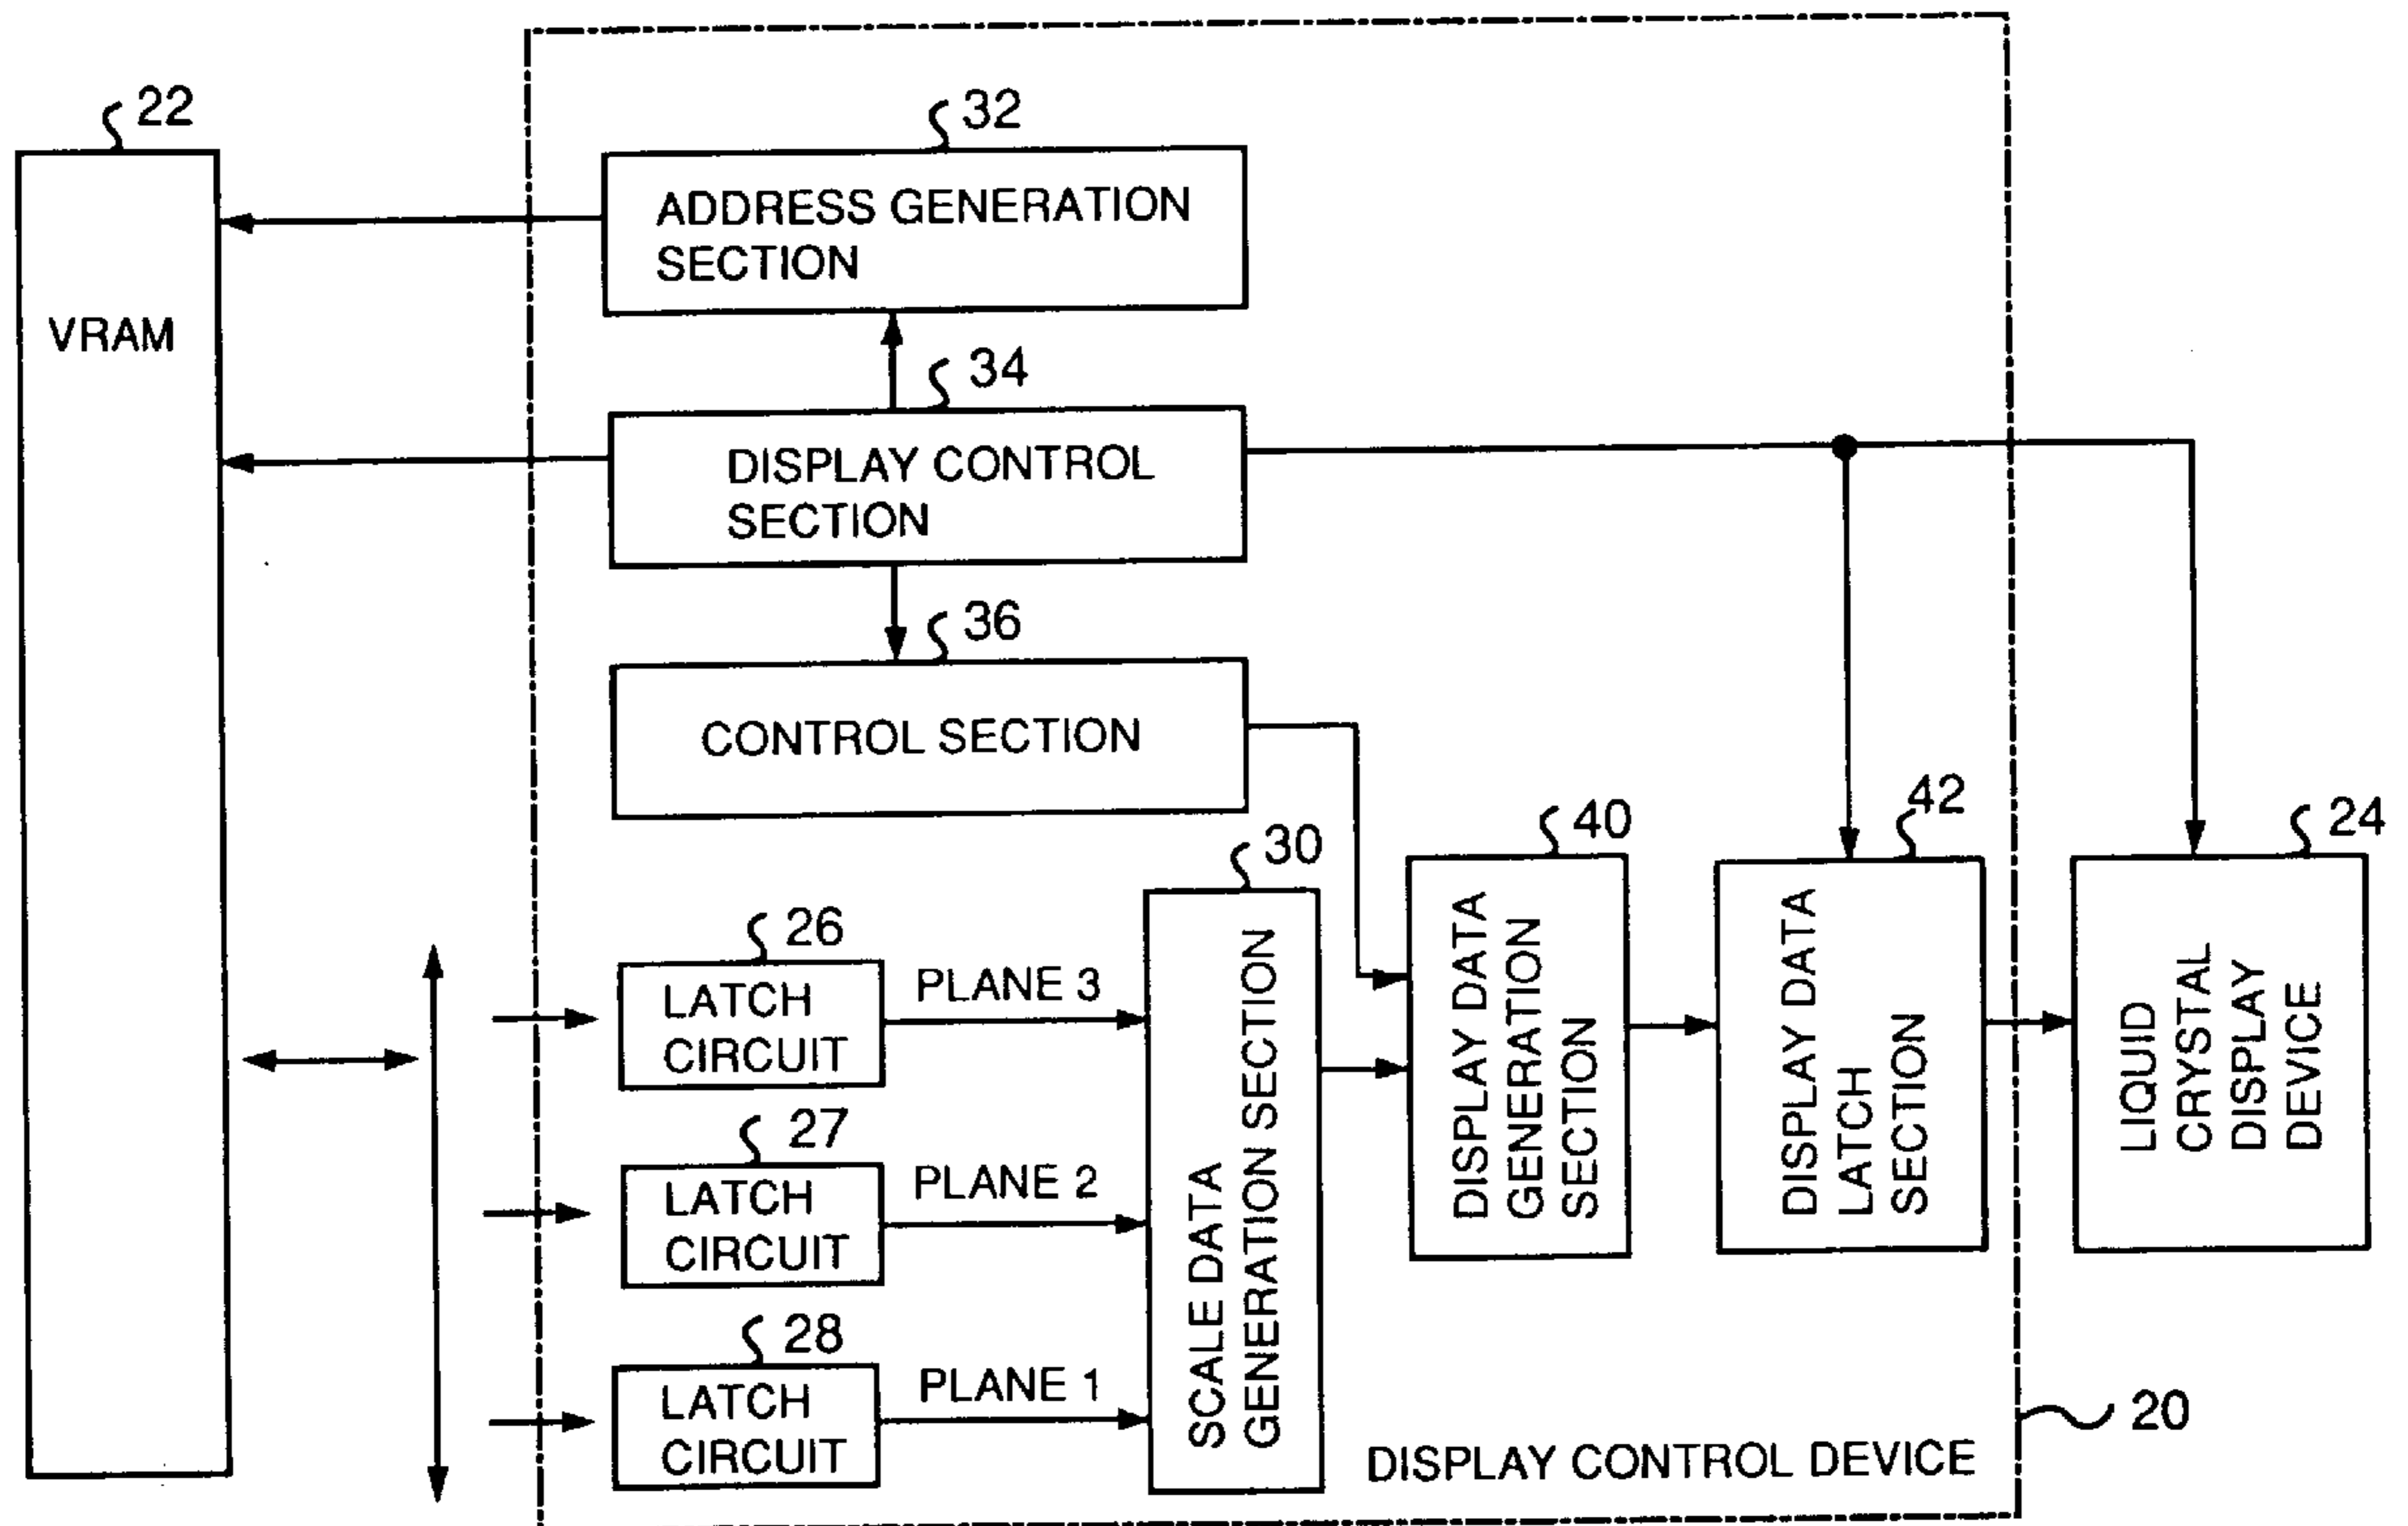 22
VRAM
32
ADDRESS GENERATION
SECTION
34
DISPLAY CONTROL
SECTION
36
CONTROL SECTION
26
LATCH
CIRCUIT
PLANE 3
27
LATCH
CIRCUIT
PLANE 2
28
LATCH
CIRCUIT
PLANE 1
30
SCALE DATA
GENERATION SECTION
40
DISPLAY DATA
GENERATION
SECTION
42
DISPLAY DATA
LATCH
SECTION
24
LIQUID
CRYSTAL
DISPLAY
DEVICE
20
DISPLAY CONTROL DEVICE